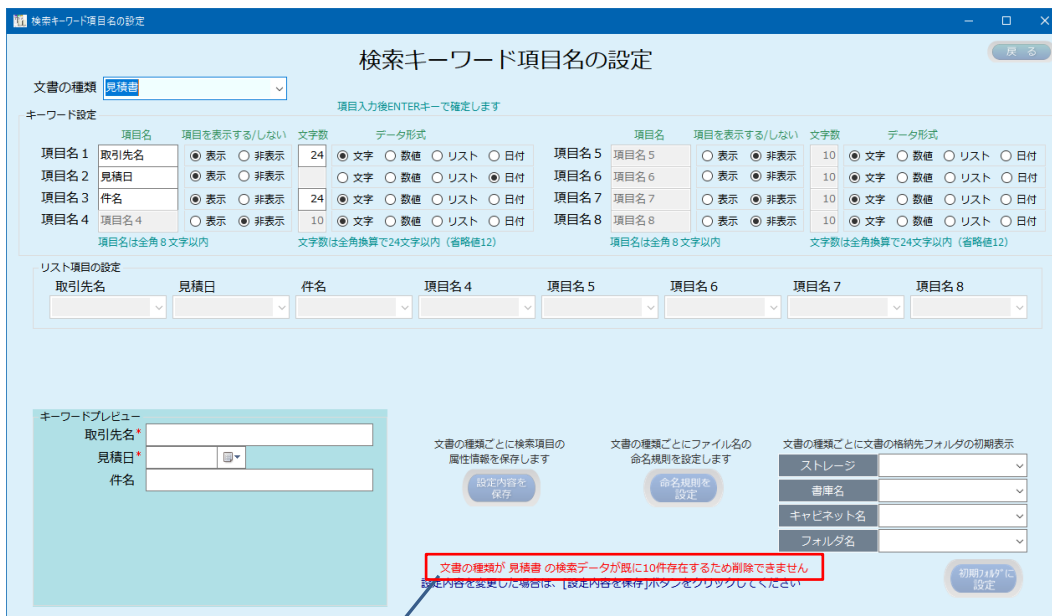 検索キーワード項目名の設定
検索キーワード項目名の設定
戻る
文書の種類 見積書
項目入力後ENTERキーで確定します
キーワード設定
項目名 項目を表示する/しない 文字数 データ形式 項目名 項目を表示する/しない 文字数 データ形式
項目名1 取引先名 表示 非表示 24 文字 数値 リスト 日付 項目名5 項目名5 表示 非表示 10 文字 数値 リスト 日付
項目名2 見積日 表示 非表示 文字 数値 リスト 日付 項目名6 項目名6 表示 非表示 10 文字 数値 リスト 日付
項目名3 件名 表示 非表示 24 文字 数値 リスト 日付 項目名7 項目名7 表示 非表示 10 文字 数値 リスト 日付
項目名4 項目名4 表示 非表示 10 文字 数値 リスト 日付 項目名8 項目名8 表示 非表示 10 文字 数値 リスト 日付
項目名は全角8文字以内 文字数は全角換算で24文字以内（省略値12） 項目名は全角8文字以内 文字数は全角換算で24文字以内（省略値12）
リスト項目の設定
取引先名 見積日 件名 項目名4 項目名5 項目名6 項目名7 項目名8
キーワードプレビュー
取引先名*
見積日*
件名
文書の種類ごとに検索項目の
属性情報を保存します
設定内容を
保存
文書の種類ごとにファイル名の
命名規則を設定します
命名規則を
設定
文書の種類ごとに文書の格納先フォルダの初期表示
ストレージ
書庫名
キャビネット名
フォルダ名
文書の種類が 見積書 の検索データが既に10件存在するため削除できません
設定内容を変更した場合は、[設定内容を保存]ボタンをクリックしてください
初期ﾌｫﾙﾀﾞに
設定